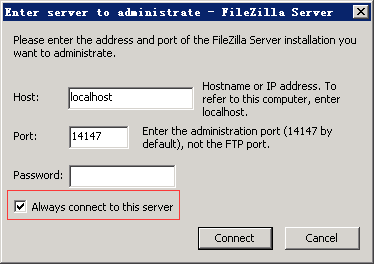 Enter server to administrate - FileZilla Server
Please enter the address and port of the FileZilla Server installation you
want to administrate.
Host:
localhost
Hostname or IP address. To
refer to this computer, enter
localhost.
Port:
14147
Enter the administration port (14147 by
default), not the FTP port.
Password:
Always connect to this server
Connect
Cancel